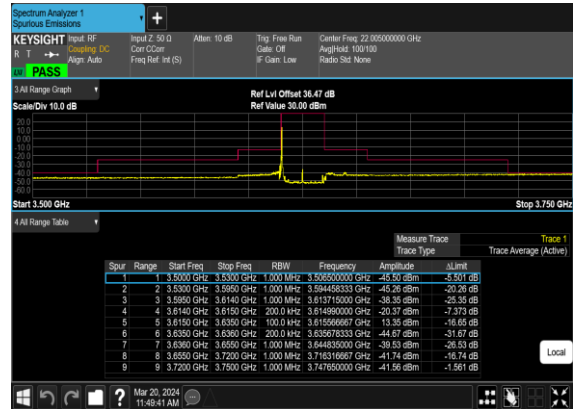 Spectrum Analyzer 1
Spurious Emissions
KEYSIGHT Input: RF
R T Coupling: DC
Align: Auto
Input Z: 50 Ω
Corr CCorr
Freq Ref: Int (S)
Atten: 10 dB
Trig: Free Run
Gate: Off
IF Gain: Low
Center Freq: 22.005000000 GHz
Avg|Hold: 100/100
Radio Std: None
PASS
3 All Range Graph
Scale/Div 10.0 dB
Ref Lvl Offset 36.47 dB
Ref Value 30.00 dBm
20.0
10.0
0.00
-10.0
-20.0
-30.0
-40.0
-50.0
-60.0
Start 3.500 GHz
Stop 3.750 GHz
4 All Range Table
Measure Trace Trace 1
Trace Type Trace Average (Active)
Spur Range Start Freq Stop Freq RBW Frequency Amplitude ΔLimit
1 1 3.5000 GHz 3.5300 GHz 1.000 MHz 3.506500000 GHz -45.50 dBm -5.501 dB
2 2 3.5300 GHz 3.5950 GHz 1.000 MHz 3.594458333 GHz -45.26 dBm -20.26 dB
3 3 3.5950 GHz 3.6140 GHz 1.000 MHz 3.613715000 GHz -38.35 dBm -25.35 dB
4 4 3.6140 GHz 3.6150 GHz 200.0 kHz 3.614990000 GHz -20.37 dBm -7.373 dB
5 5 3.6150 GHz 3.6350 GHz 100.0 kHz 3.615566667 GHz 13.35 dBm -16.65 dB
6 6 3.6350 GHz 3.6360 GHz 200.0 kHz 3.635678333 GHz -44.67 dBm -31.67 dB
7 7 3.6360 GHz 3.6550 GHz 1.000 MHz 3.644835000 GHz -39.53 dBm -26.53 dB
8 8 3.6550 GHz 3.7200 GHz 1.000 MHz 3.716316667 GHz -41.74 dBm -16.74 dB
9 9 3.7200 GHz 3.7500 GHz 1.000 MHz 3.747650000 GHz -41.56 dBm -1.561 dB
Local
Mar 20, 2024
11:49:41 AM